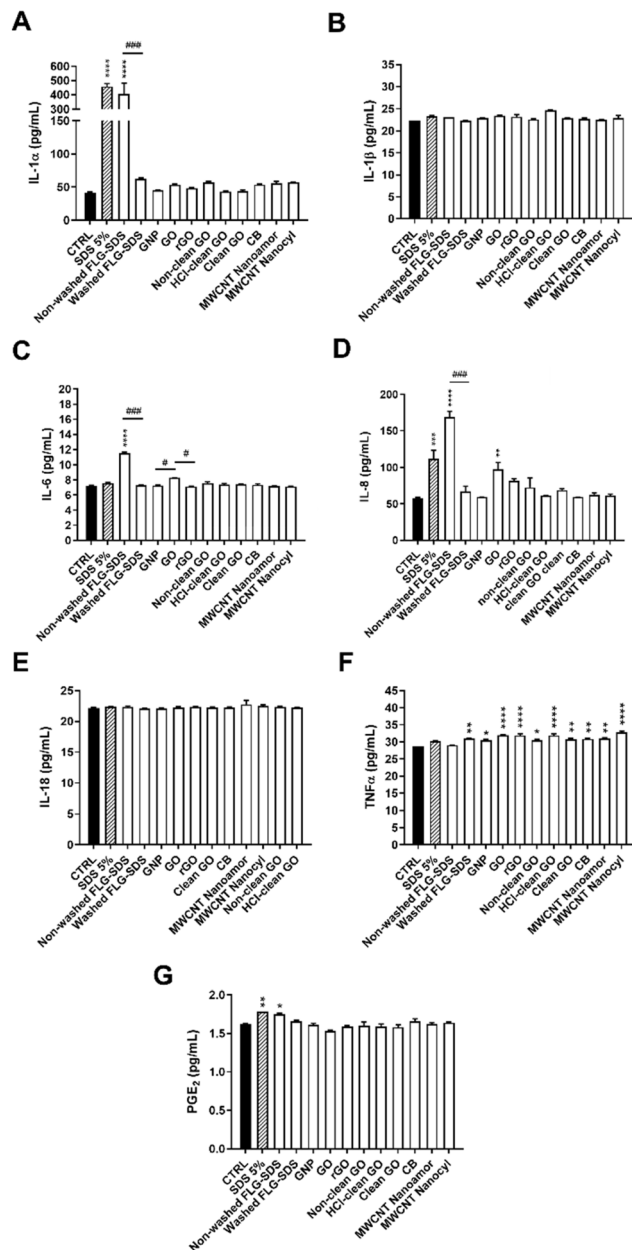 A
IL-1α (pg/mL)
500
400
300
200
100
150
100
50
0
****
****
###
CTRL
SDS 5%
Non-washed FLG-SDS
Washed FLG-SDS
GNP
GO
rGO
Non-clean GO
HCl-clean GO
Clean GO
CB
MWCNT Nanoamor
MWCNT Nanocyl
B
IL-1β (pg/mL)
40
35
30
25
20
15
10
5
0
CTRL
SDS 5%
Non-washed FLG-SDS
Washed FLG-SDS
GNP
GO
rGO
Non-clean GO
HCl-clean GO
Clean GO
CB
MWCNT Nanoamor
MWCNT Nanocyl
C
IL-6 (pg/mL)
16
14
12
10
8
6
4
2
0
****
###
#
#
CTRL
SDS 5%
Non-washed FLG-SDS
Washed FLG-SDS
GNP
GO
rGO
Non-clean GO
HCl-clean GO
Clean GO
CB
MWCNT Nanoamor
MWCNT Nanocyl
D
IL-8 (pg/mL)
200
150
100
50
0
***
****
###
**
CTRL
SDS 5%
Non-washed FLG-SDS
Washed FLG-SDS
GNP
GO
rGO
non-clean GO
HCl-clean GO
clean GO clean
CB
MWCNT Nanoamor
MWCNT Nanocyl
E
IL-18 (pg/mL)
25
20
15
10
5
0
CTRL
SDS 5%
Non-washed FLG-SDS
Washed FLG-SDS
GNP
GO
rGO
Clean GO
CB
MWCNT Nanoamor
MWCNT Nanocyl
Non-clean GO
HCl-clean GO
F
TNFα (pg/mL)
45
40
35
30
25
20
15
10
5
0
**
*
****
****
*
****
**
**
**
****
CTRL
SDS 5%
Non-washed FLG-SDS
Washed FLG-SDS
GNP
GO
rGO
Non-clean GO
HCl-clean GO
Clean GO
CB
MWCNT Nanoamor
MWCNT Nanocyl
G
PGE2 (pg/mL)
2.0
1.5
1.0
0.5
0.0
**
*
CTRL
SDS 5%
Non-washed FLG-SDS
Washed FLG-SDS
GNP
GO
rGO
Non-clean GO
HCl-clean GO
Clean GO
CB
MWCNT Nanoamor
MWCNT Nanocyl